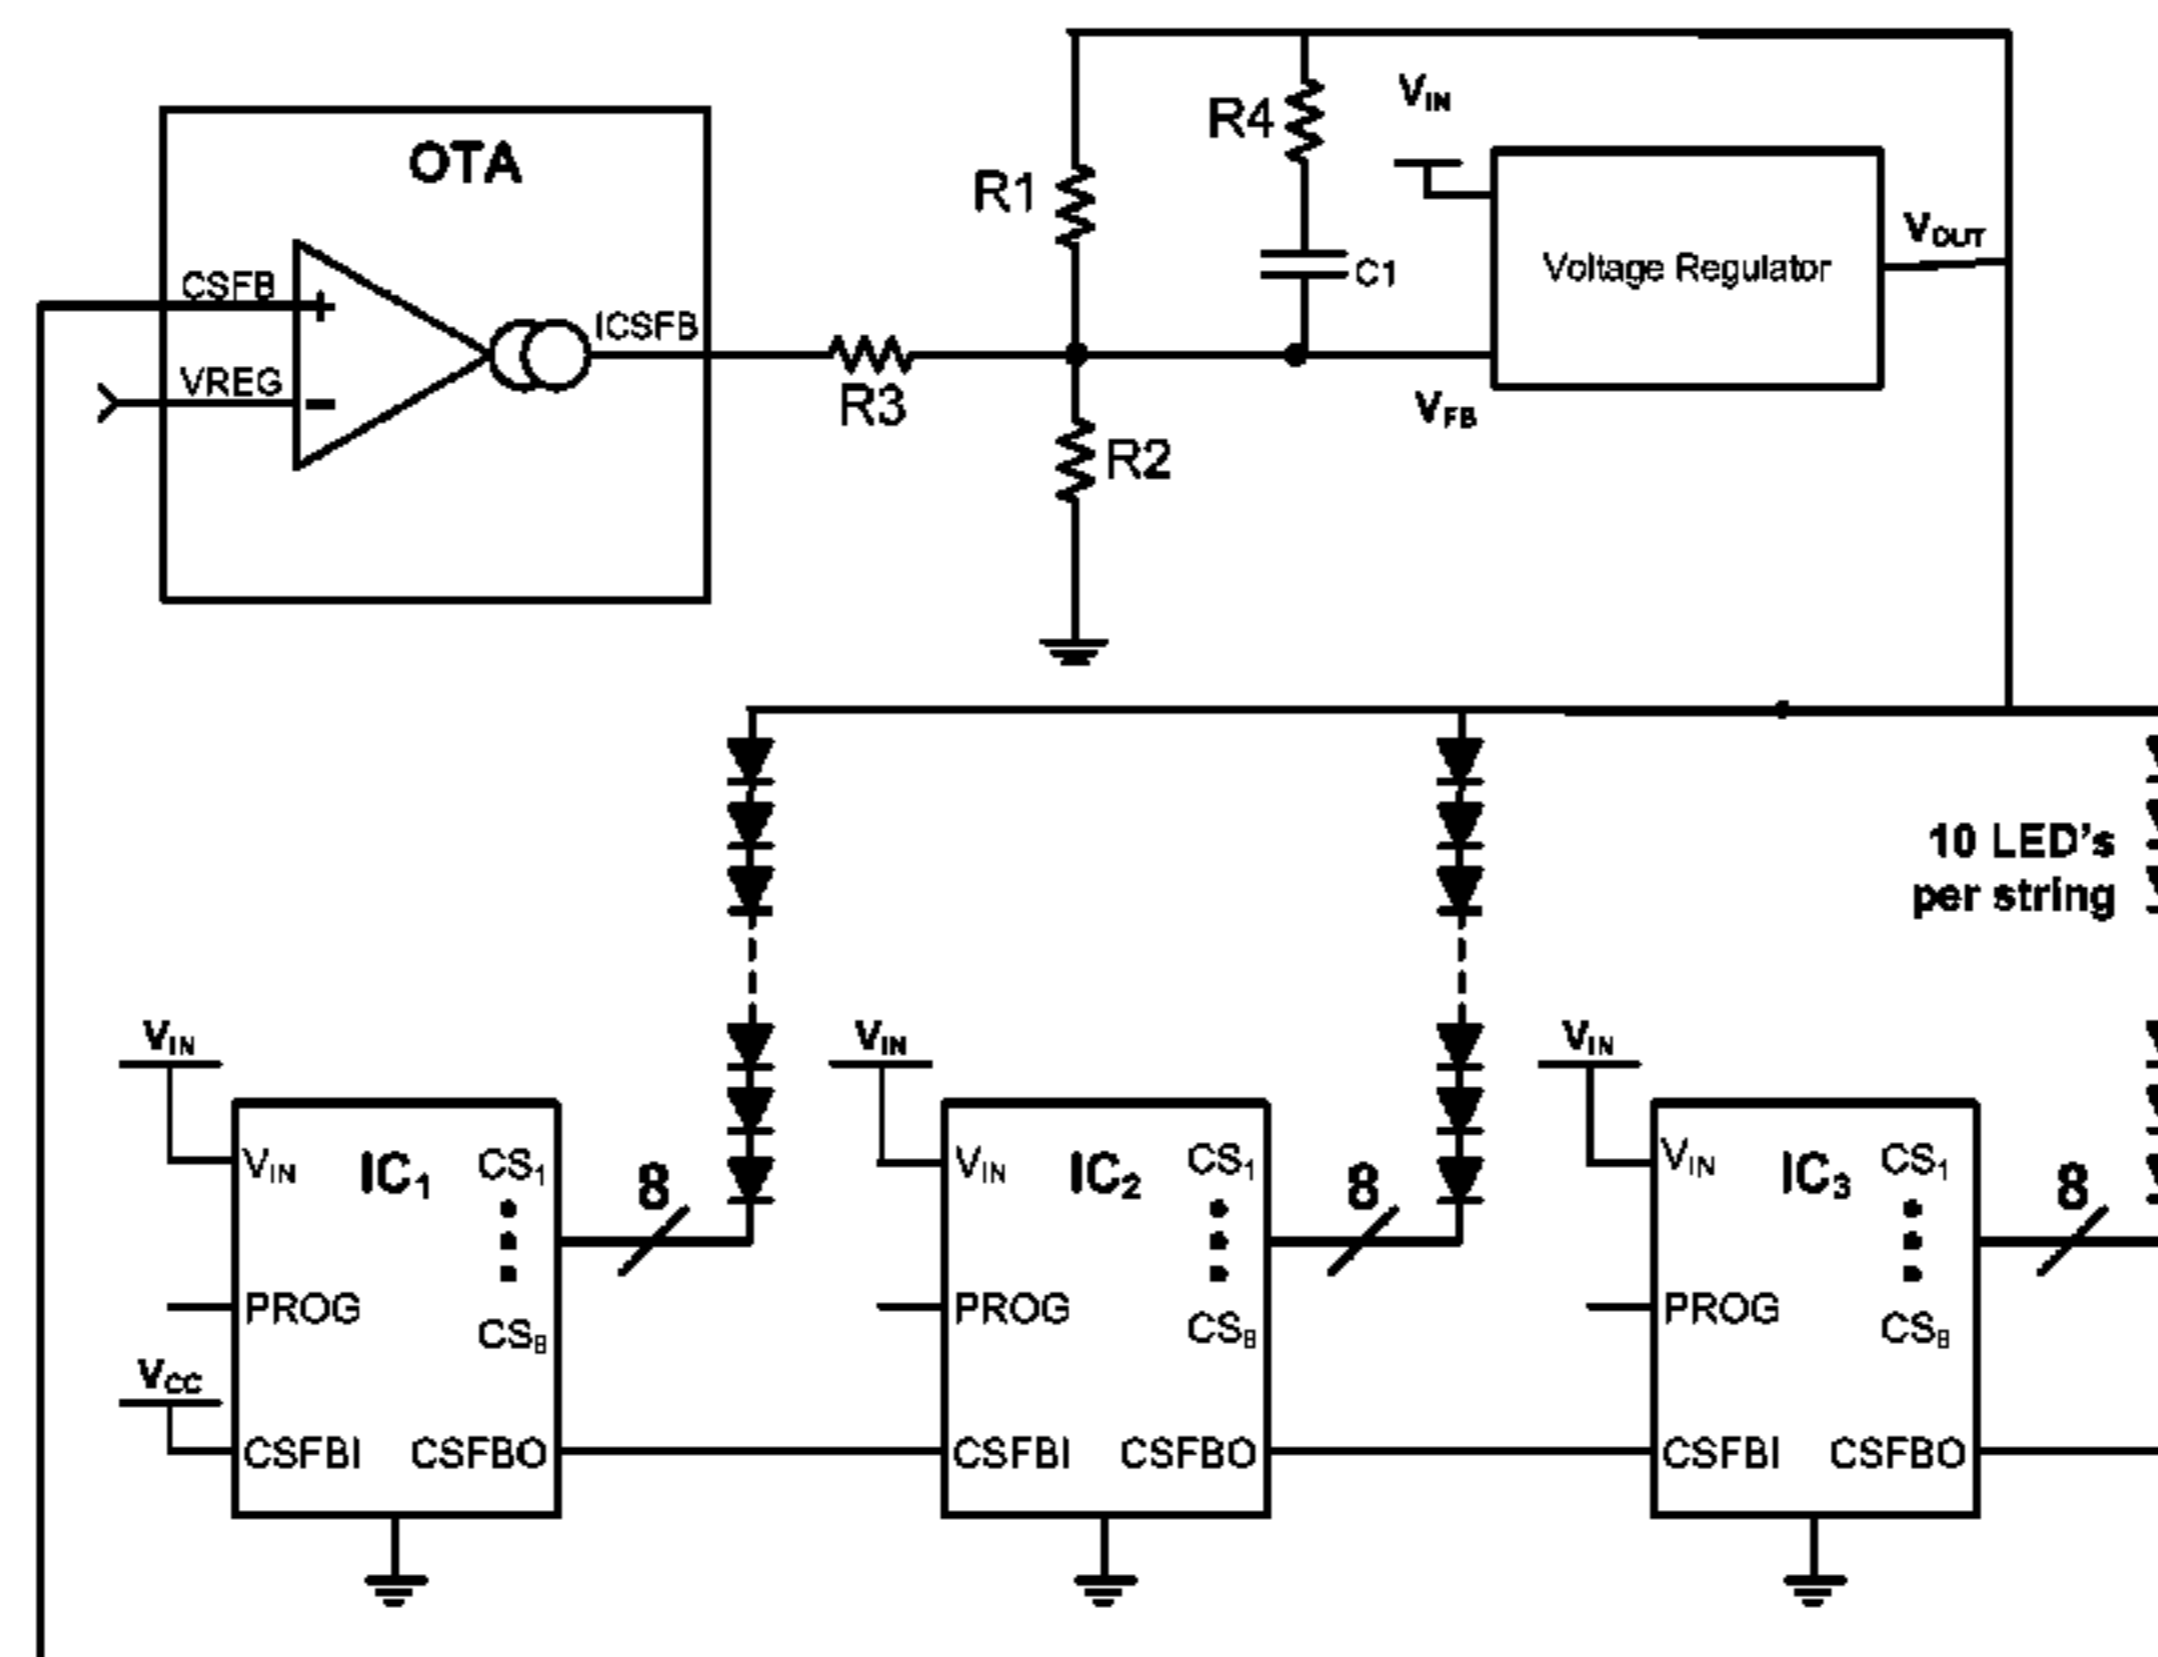 OTA
CSFB
+
VREG
-
ICSFB
R3
R1
R2
R4
C1
VIN
Voltage Regulator
VOUT
VFB
10 LED's
per string
VIN
VIN
IC1
CS1
8
PROG
CS8
VCC
CSFBI
CSFBO
VIN
VIN
IC2
CS1
8
PROG
CS8
CSFBI
CSFBO
VIN
VIN
IC3
CS1
8
PROG
CS8
CSFBI
CSFBO